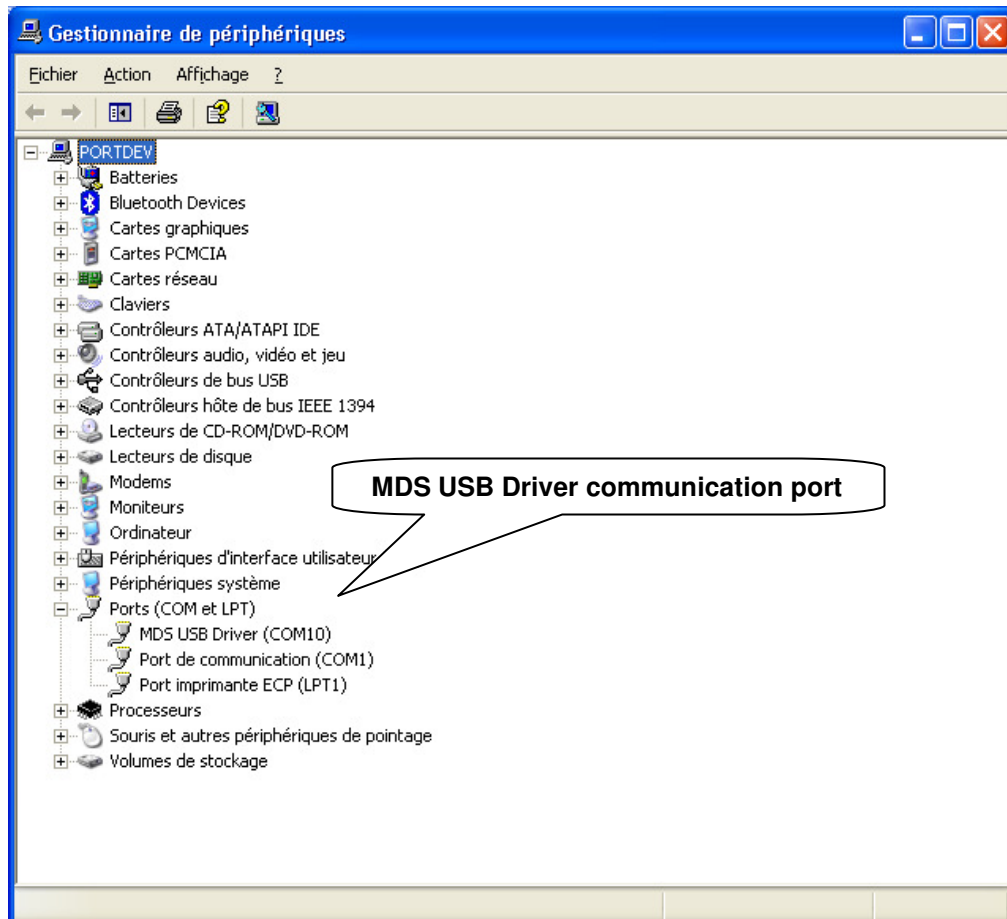 Gestionnaire de périphériques
Fichier Action Affichage ?
PORTDEV
Batteries
Bluetooth Devices
Cartes graphiques
Cartes PCMCIA
Cartes réseau
Claviers
Contrôleurs ATA/ATAPI IDE
Contrôleurs audio, vidéo et jeu
Contrôleurs de bus USB
Contrôleurs hôte de bus IEEE 1394
Lecteurs de CD-ROM/DVD-ROM
Lecteurs de disque
Modems
MDS USB Driver communication port
Moniteurs
Ordinateur
Périphériques d'interface utilisateur
Périphériques système
Ports (COM et LPT)
MDS USB Driver (COM10)
Port de communication (COM1)
Port imprimante ECP (LPT1)
Processeurs
Souris et autres périphériques de pointage
Volumes de stockage